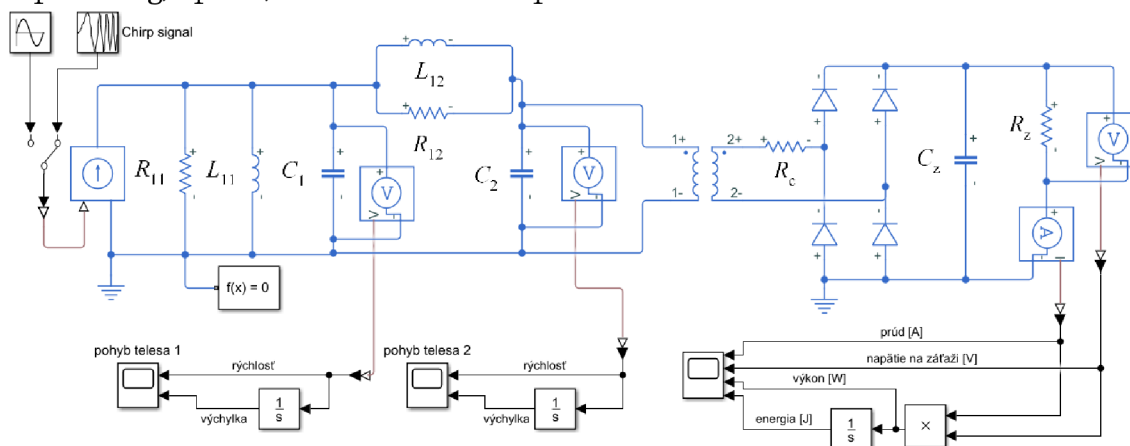 Chirp signal
L12
R12
R11
L11
C1
C2
V
V
1+
1-
2+
2-
Rc
Cz
Rz
V
A
f(x) = 0
pohyb telesa 1
rýchlosť
výchylka
1
s
pohyb telesa 2
rýchlosť
výchylka
1
s
prúd [A]
napätie na záťaži [V]
výkon [W]
energia [J]
1
s
×